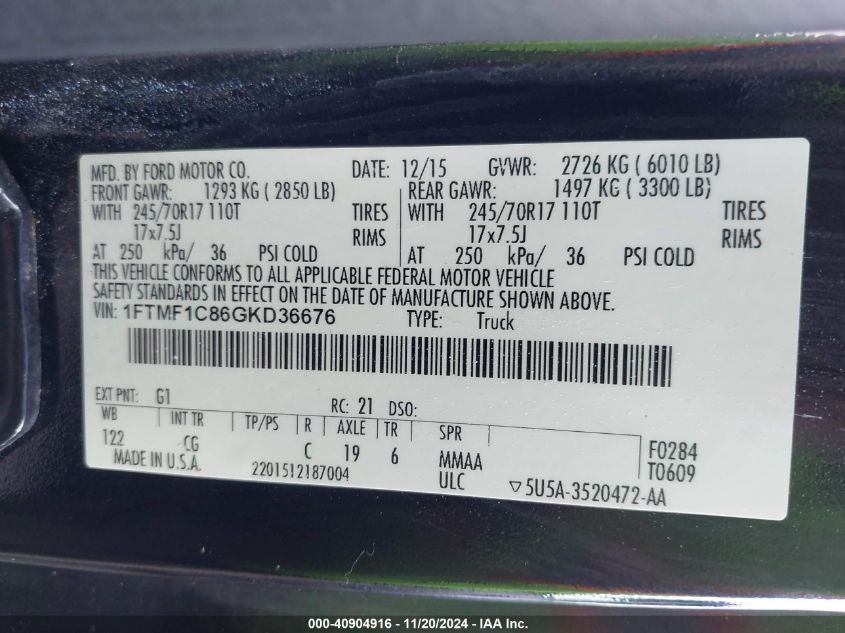 MFD. BY FORD MOTOR CO. DATE: 12/15 GVWR: 2726 KG ( 6010 LB)
FRONT GAWR: 1293 KG ( 2850 LB) REAR GAWR: 1497 KG ( 3300 LB)
WITH 245/70R17 110T TIRES WITH 245/70R17 110T TIRES
17x7.5J RIMS 17x7.5J RIMS
AT 250 kPa/ 36 PSI COLD AT 250 kPa/ 36 PSI COLD
THIS VEHICLE CONFORMS TO ALL APPLICABLE FEDERAL MOTOR VEHICLE
SAFETY STANDARDS IN EFFECT ON THE DATE OF MANUFACTURE SHOWN ABOVE.
VIN: 1FTMF1C86GKD36676 TYPE: Truck
EXT PNT: G1 RC: 21 DSO:
WB INT TR TP/PS R AXLE TR SPR
122 CG C 19 6 MMAA F0284
MADE IN U.S.A. 2201512187004 ULC T0609
▽5U5A-3520472-AA
000-40904916 - 11/20/2024 - IAA Inc.